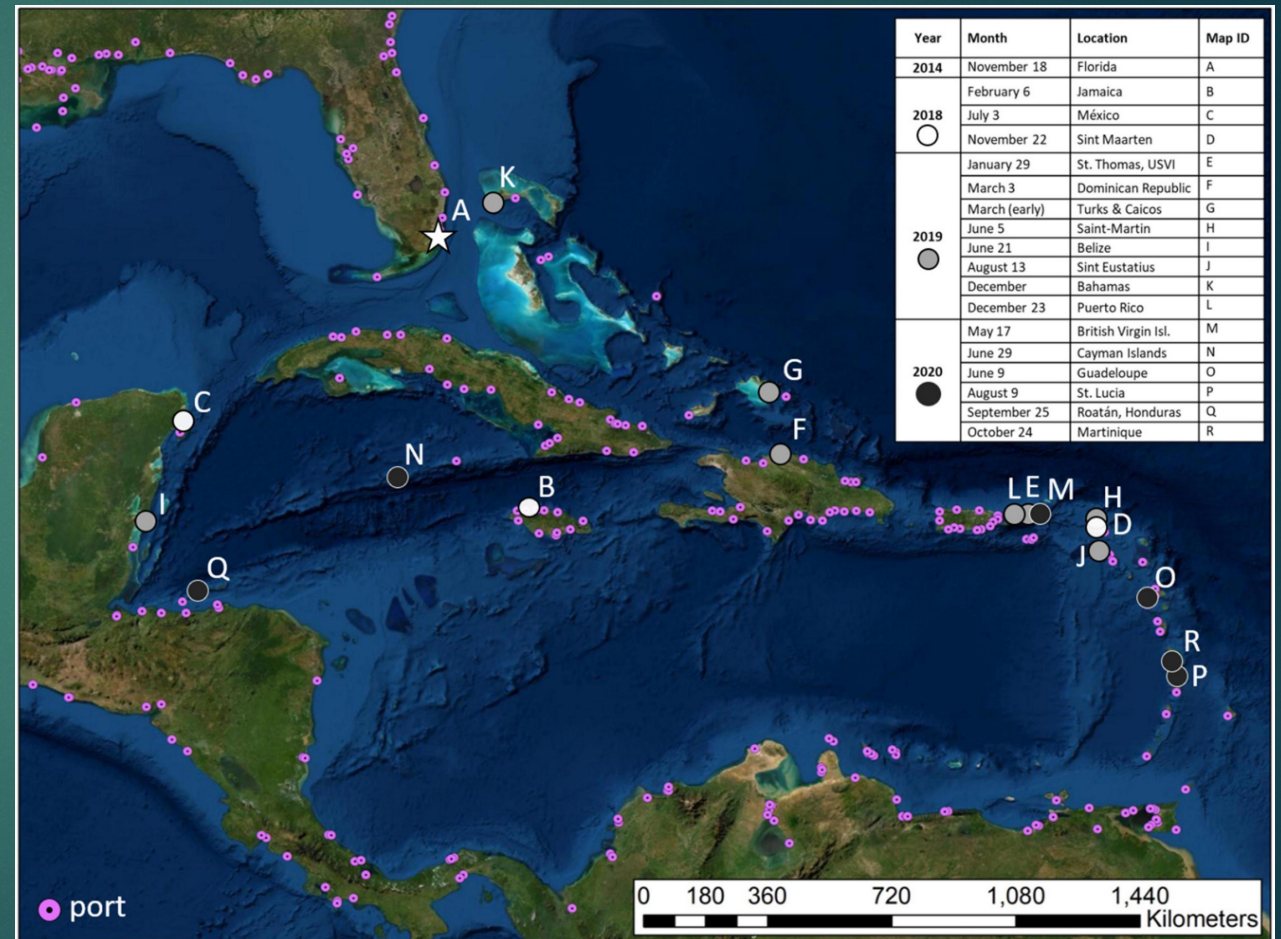 Year Month Location Map ID
2014 November 18 Florida A
February 6 Jamaica B
2018 July 3 México C
November 22 Sint Maarten D
January 29 St. Thomas, USVI E
March 3 Dominican Republic F
March (early) Turks & Caicos G
2019 June 5 Saint-Martin H
June 21 Belize I
August 13 Sint Eustatius J
December Bahamas K
December 23 Puerto Rico L
May 17 British Virgin Isl. M
June 29 Cayman Islands N
2020 June 9 Guadeloupe O
August 9 St. Lucia P
September 25 Roatán, Honduras Q
October 24 Martinique R
K
A
G
C
F
N
B
L E M
H
I
D
J
Q
O
R
P
port
0 180 360 720 1,080 1,440
Kilometers